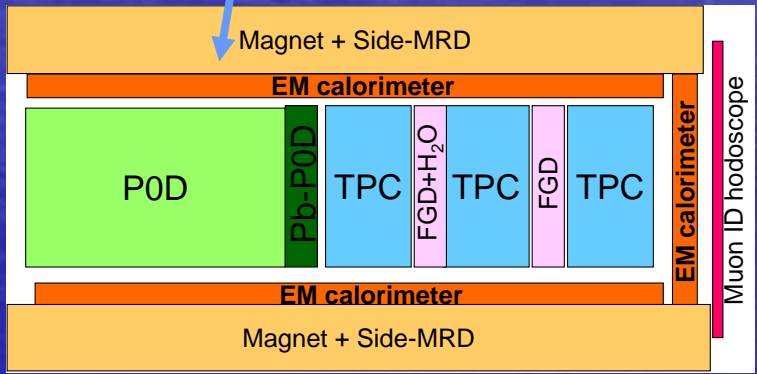 Magnet + Side-MRD
EM calorimeter
P0D
Pb-P0D
TPC
FGD+H₂O
TPC
FGD
TPC
EM calorimeter
Muon ID hodoscope
EM calorimeter
Magnet + Side-MRD